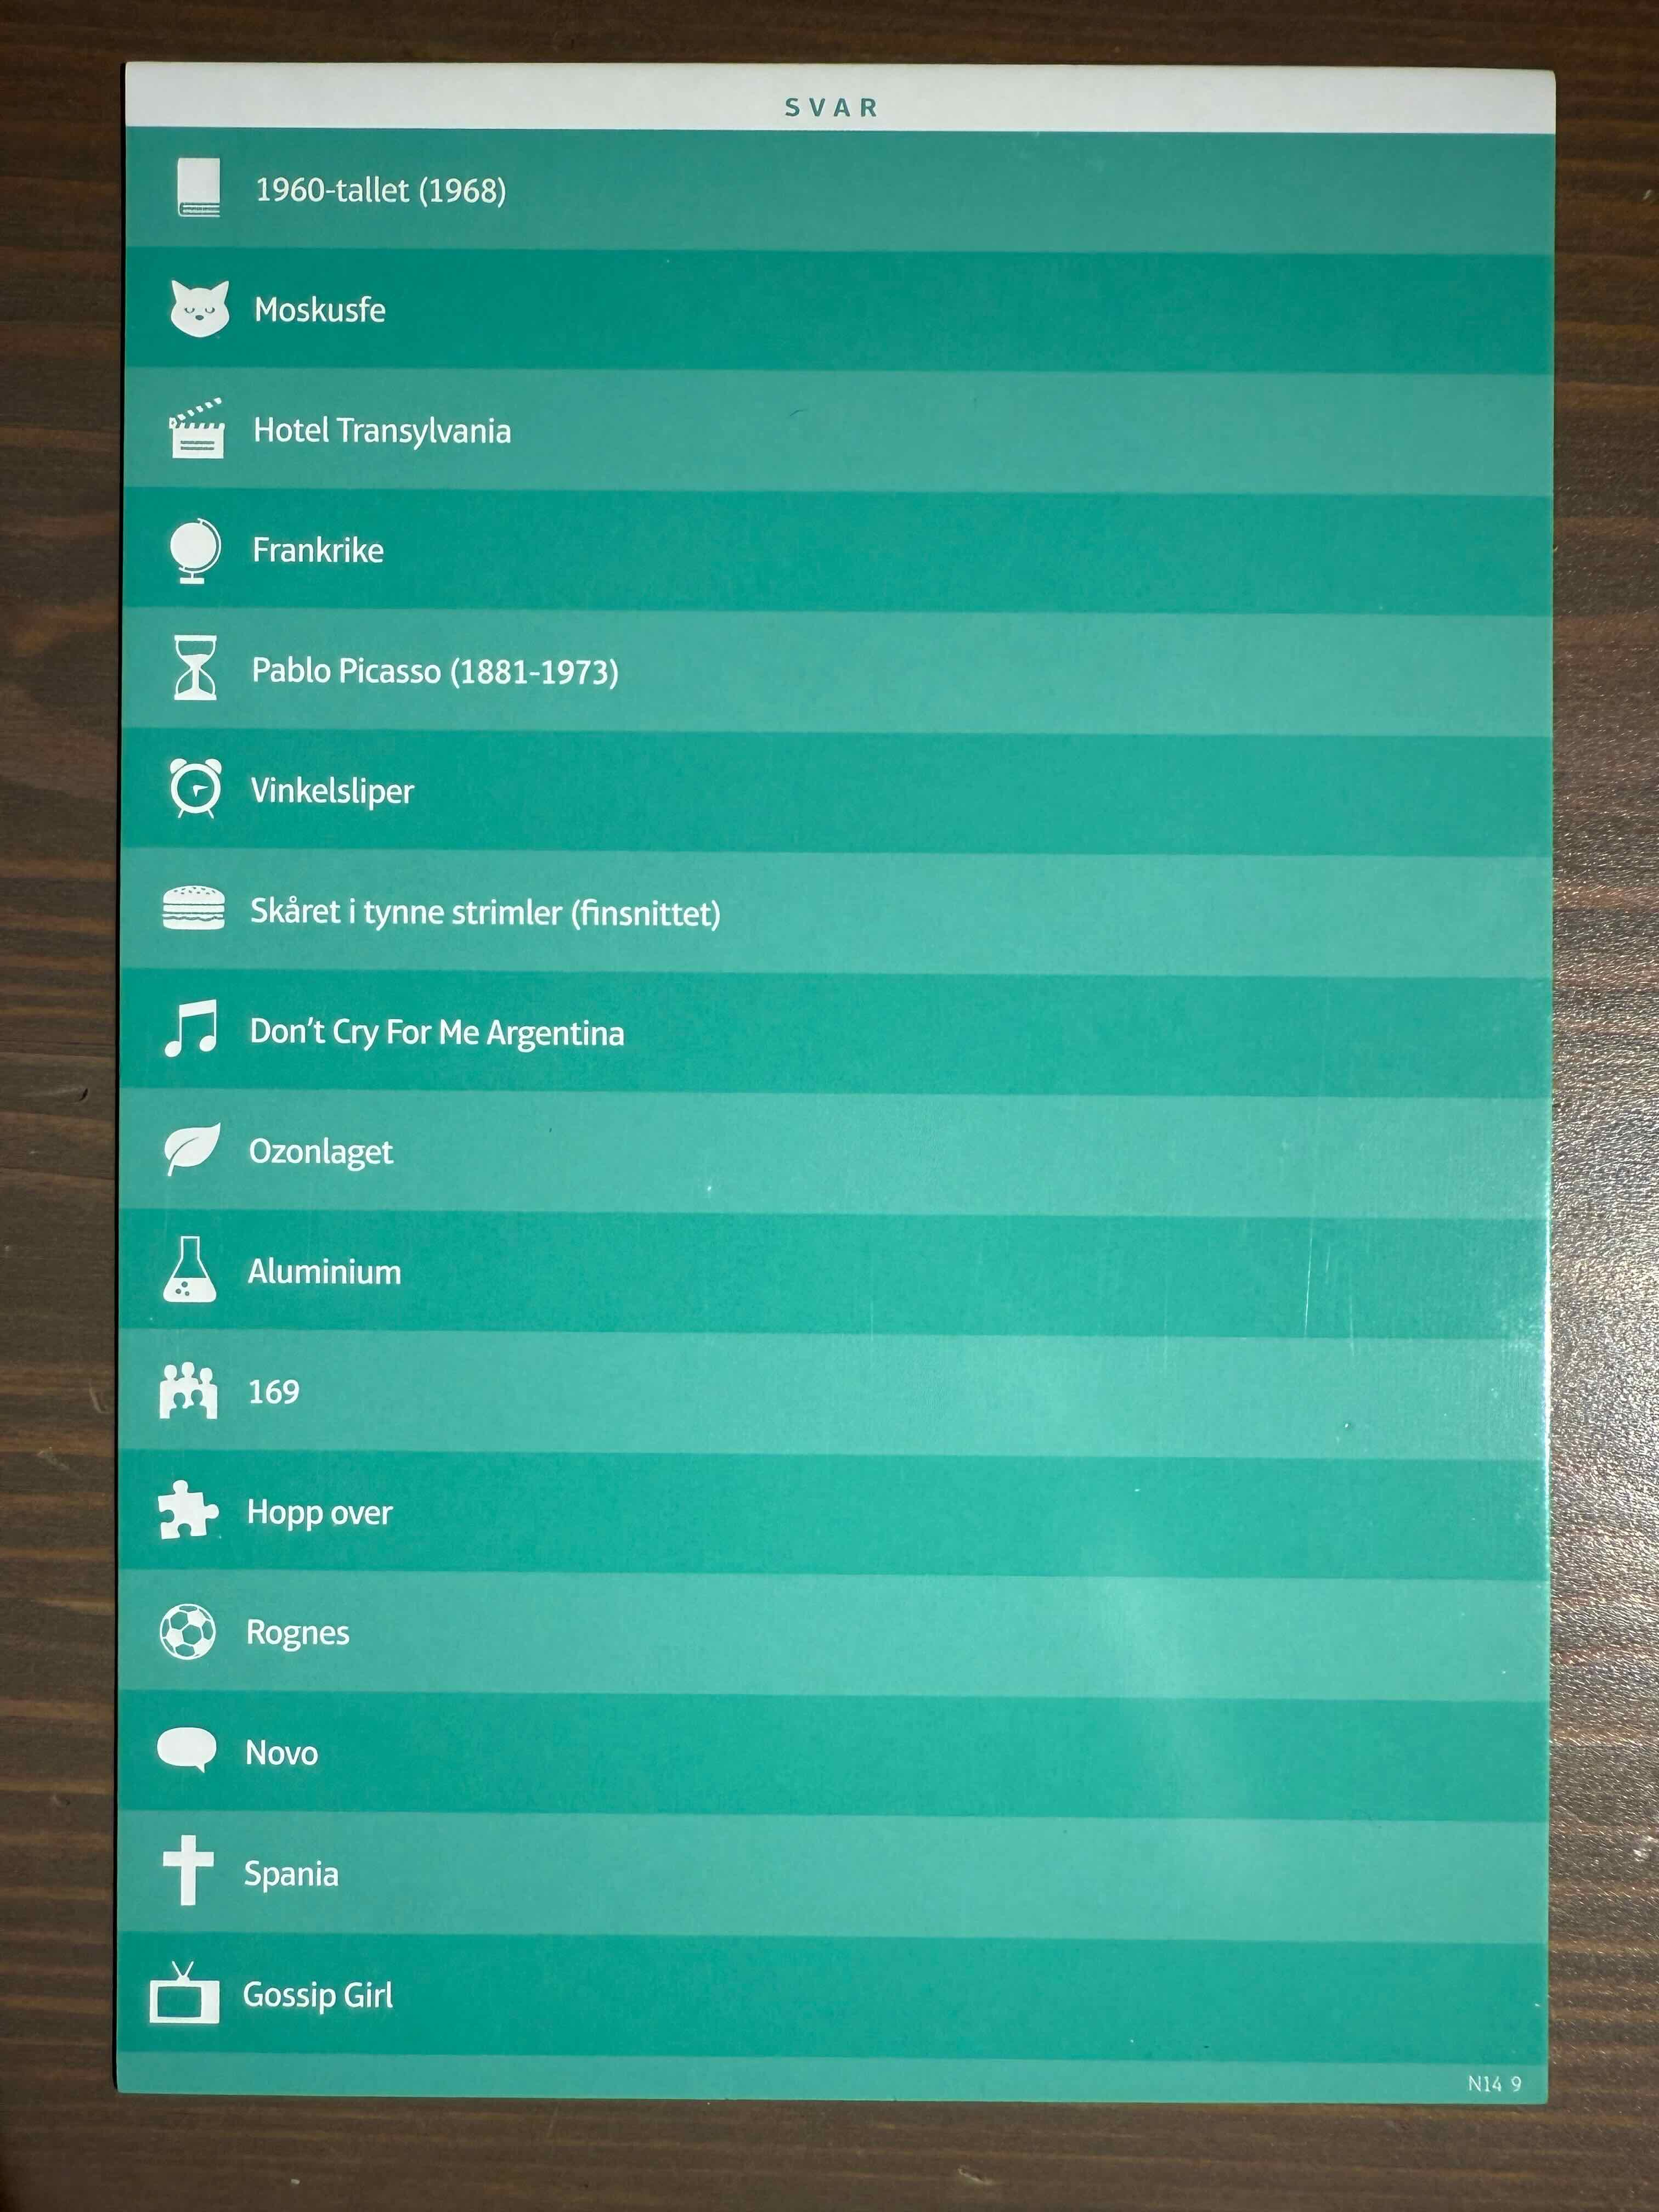 SVAR
1960-tallet (1968)
Moskusfe
Hotel Transylvania
Frankrike
Pablo Picasso (1881-1973)
Vinkelsliper
Skåret i tynne strimler (finsnittet)
Don't Cry For Me Argentina
Ozonlaget
Aluminium
169
Hopp over
Rognes
Novo
Spania
Gossip Girl
N14 9